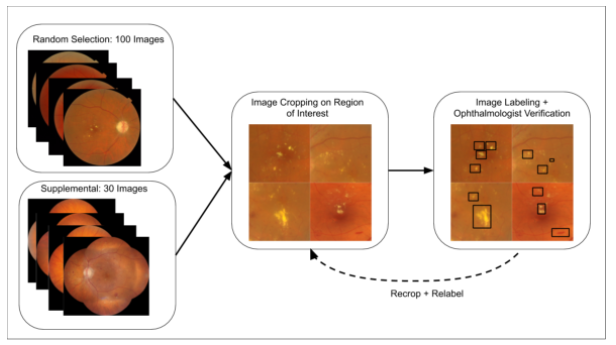 Random Selection: 100 Images
Supplemental: 30 Images
Image Cropping on Region
of Interest
Image Labeling +
Ophthalmologist Verification
Recrop + Relabel